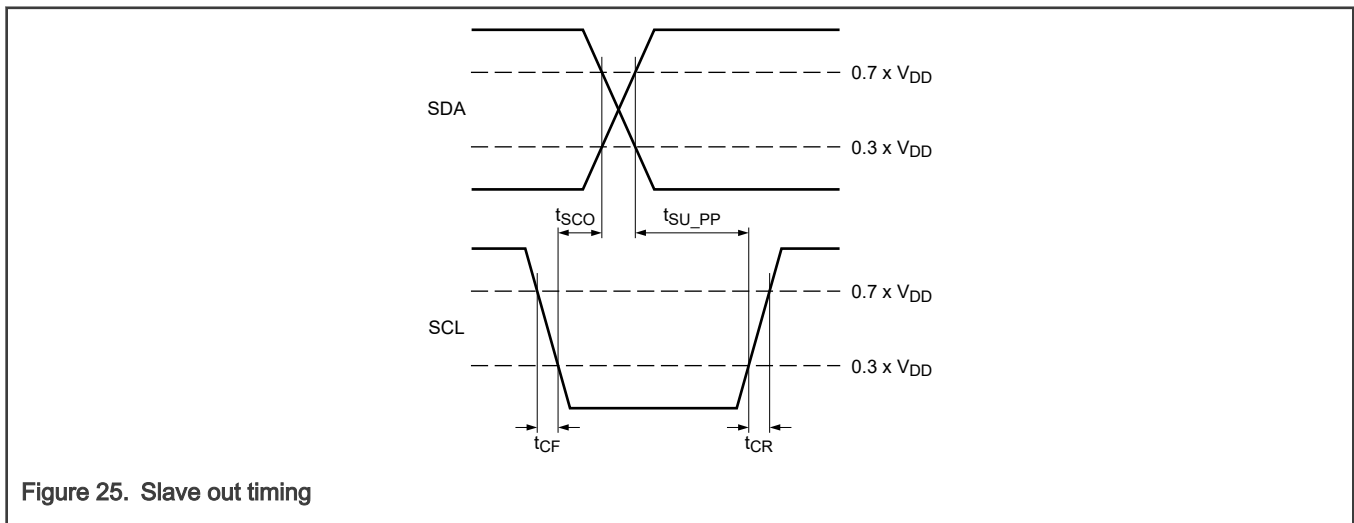 0.7 x VDD
SDA
0.3 x VDD
tSCO
tSU_PP
0.7 x VDD
SCL
0.3 x VDD
tCF
tCR
Figure 25. Slave out timing